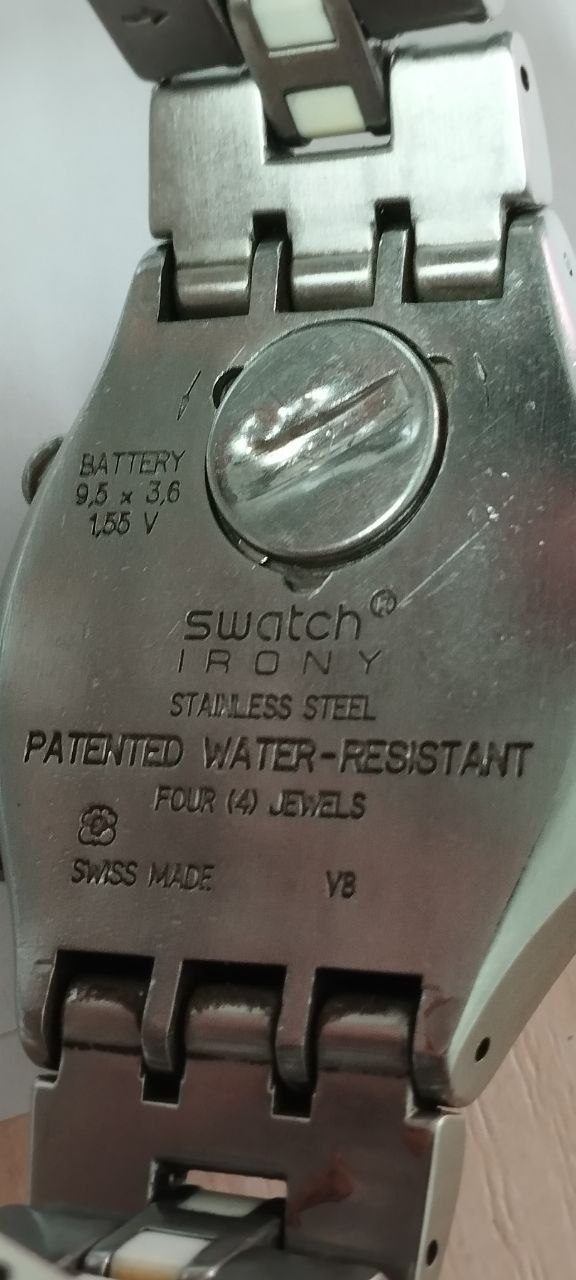 BATTERY
9,5 x 3,6
1,55 V
swatch®
IRONY
STAINLESS STEEL
PATENTED WATER-RESISTANT
FOUR (4) JEWELS
SWISS MADE V8